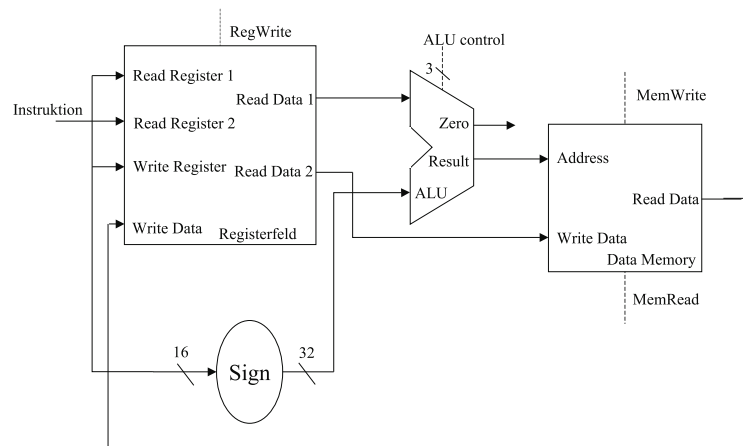 RegWrite
ALU control
3
Read Register 1
Read Data 1
MemWrite
Instruktion
Read Register 2
Zero
Write Register
Read Data 2
Result
Address
ALU
Read Data
Write Data
Registerfeld
Write Data
Data Memory
MemRead
16
32
Sign